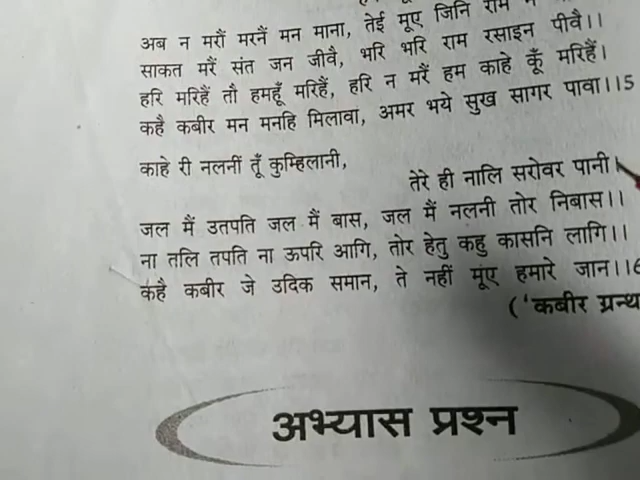 अब न मरौं मरनैं मन माना, तेई मूए जिनि राम न
साकत मरैं संत जन जीवै, भरि भरि राम रसाइन पीवै।।
हरि मरिहैं तौ हमहूँ मरिहैं, हरि न मरैं हम काहे कूँ मरिहैं।
कहै कबीर मन मनहि मिलावा, अमर भये सुख सागर पावा।।15
काहे री नलनीं तूँ कुम्हिलानी,
तेरे ही नालि सरोवर पानी।
जल मैं उतपति जल मैं बास, जल मैं नलनी तोर निबास।।
ना तलि तपति ना ऊपरि आगि, तोर हेतु कहु कासनि लागि।।
कहै कबीर जे उदिक समान, ते नहीं मूंए हमारे जान।।16
('कबीर ग्रन्थ
अभ्यास प्रश्न